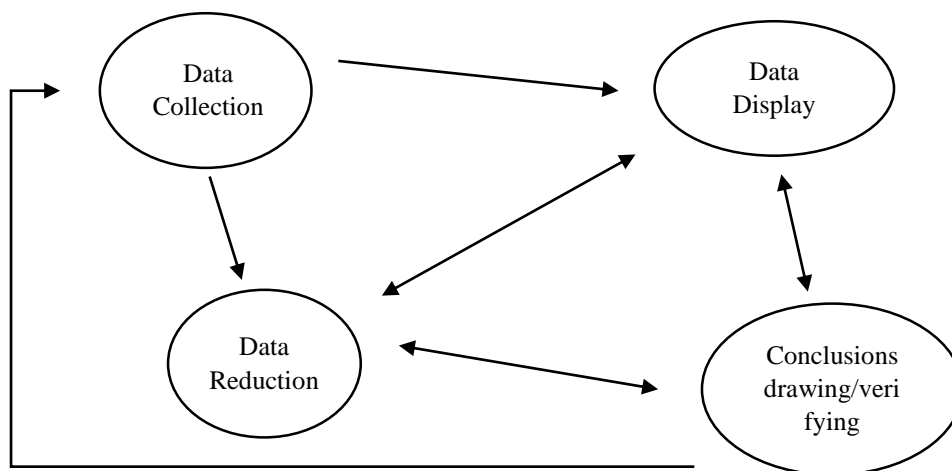 Data
Collection
Data
Display
Data
Reduction
Conclusions
drawing/veri
fying